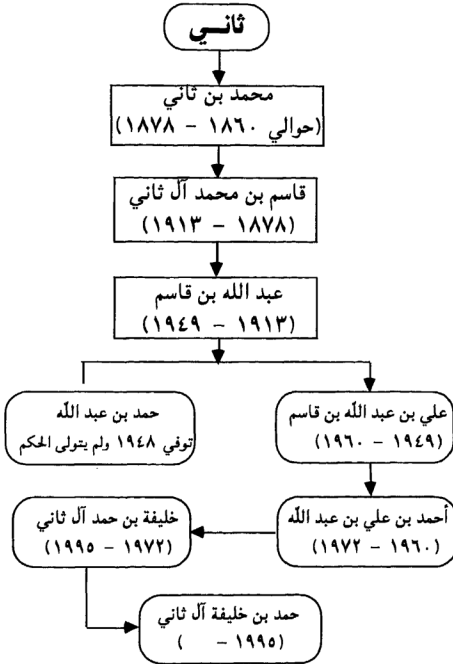 ثانــي
محمد بن ثاني
(حوالي ١٨٦٠ - ١٨٧٨)
قاسم بن محمد آل ثاني
(١٨٧٨ - ١٩١٣)
عبد الله بن قاسم
(١٩١٣ - ١٩٤٩)
علي بن عبد الله بن قاسم
(١٩٤٩ - ١٩٦٠)
حمد بن عبد الله
توفي ١٩٤٨ ولم يتولى الحكم
أحمد بن علي بن عبد الله
(١٩٦٠ - ١٩٧٢)
خليفة بن حمد آل ثاني
(١٩٧٢ - ١٩٩٥)
حمد بن خليفة آل ثاني
(١٩٩٥ -    )